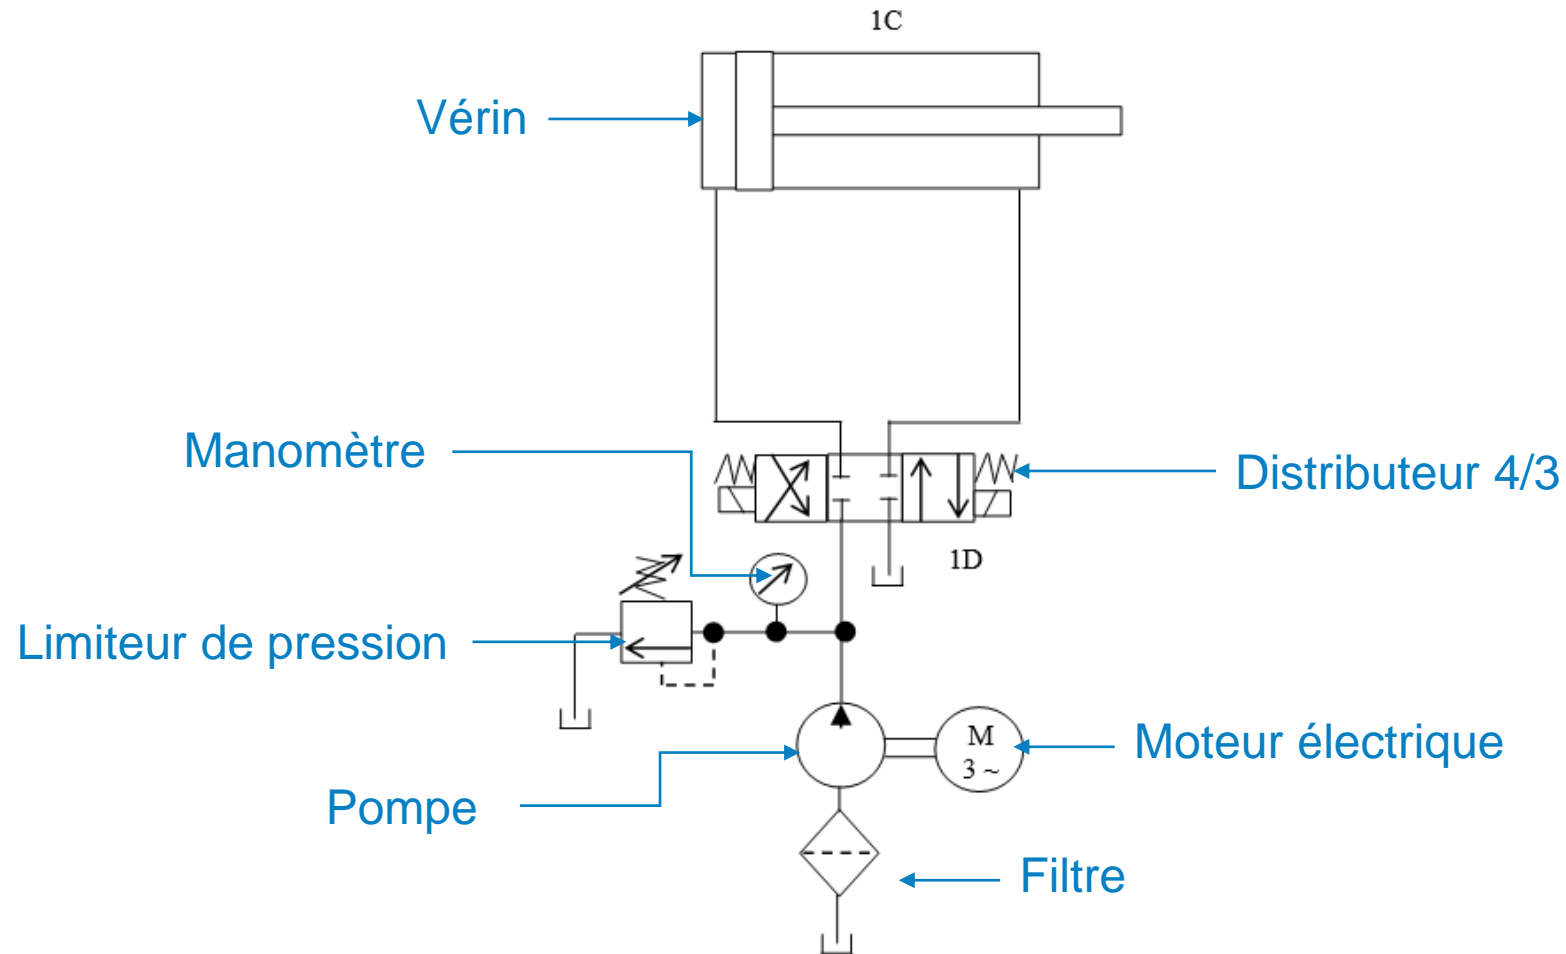 1C
Vérin
Manomètre
Distributeur 4/3
1D
Limiteur de pression
M
3 ~
Moteur électrique
Pompe
Filtre